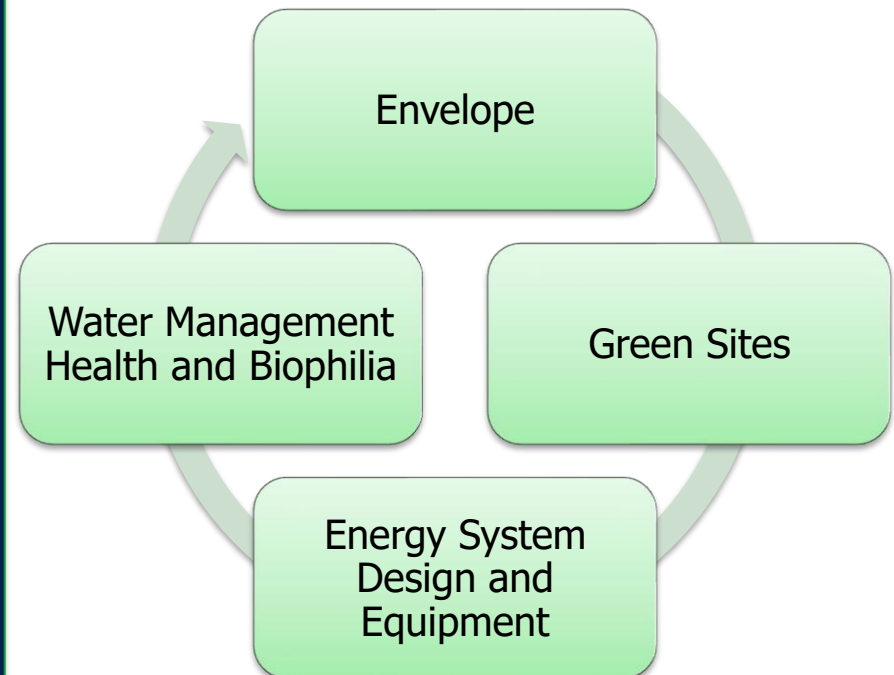 Envelope
Green Sites
Energy System
Design and
Equipment
Water Management
Health and Biophilia